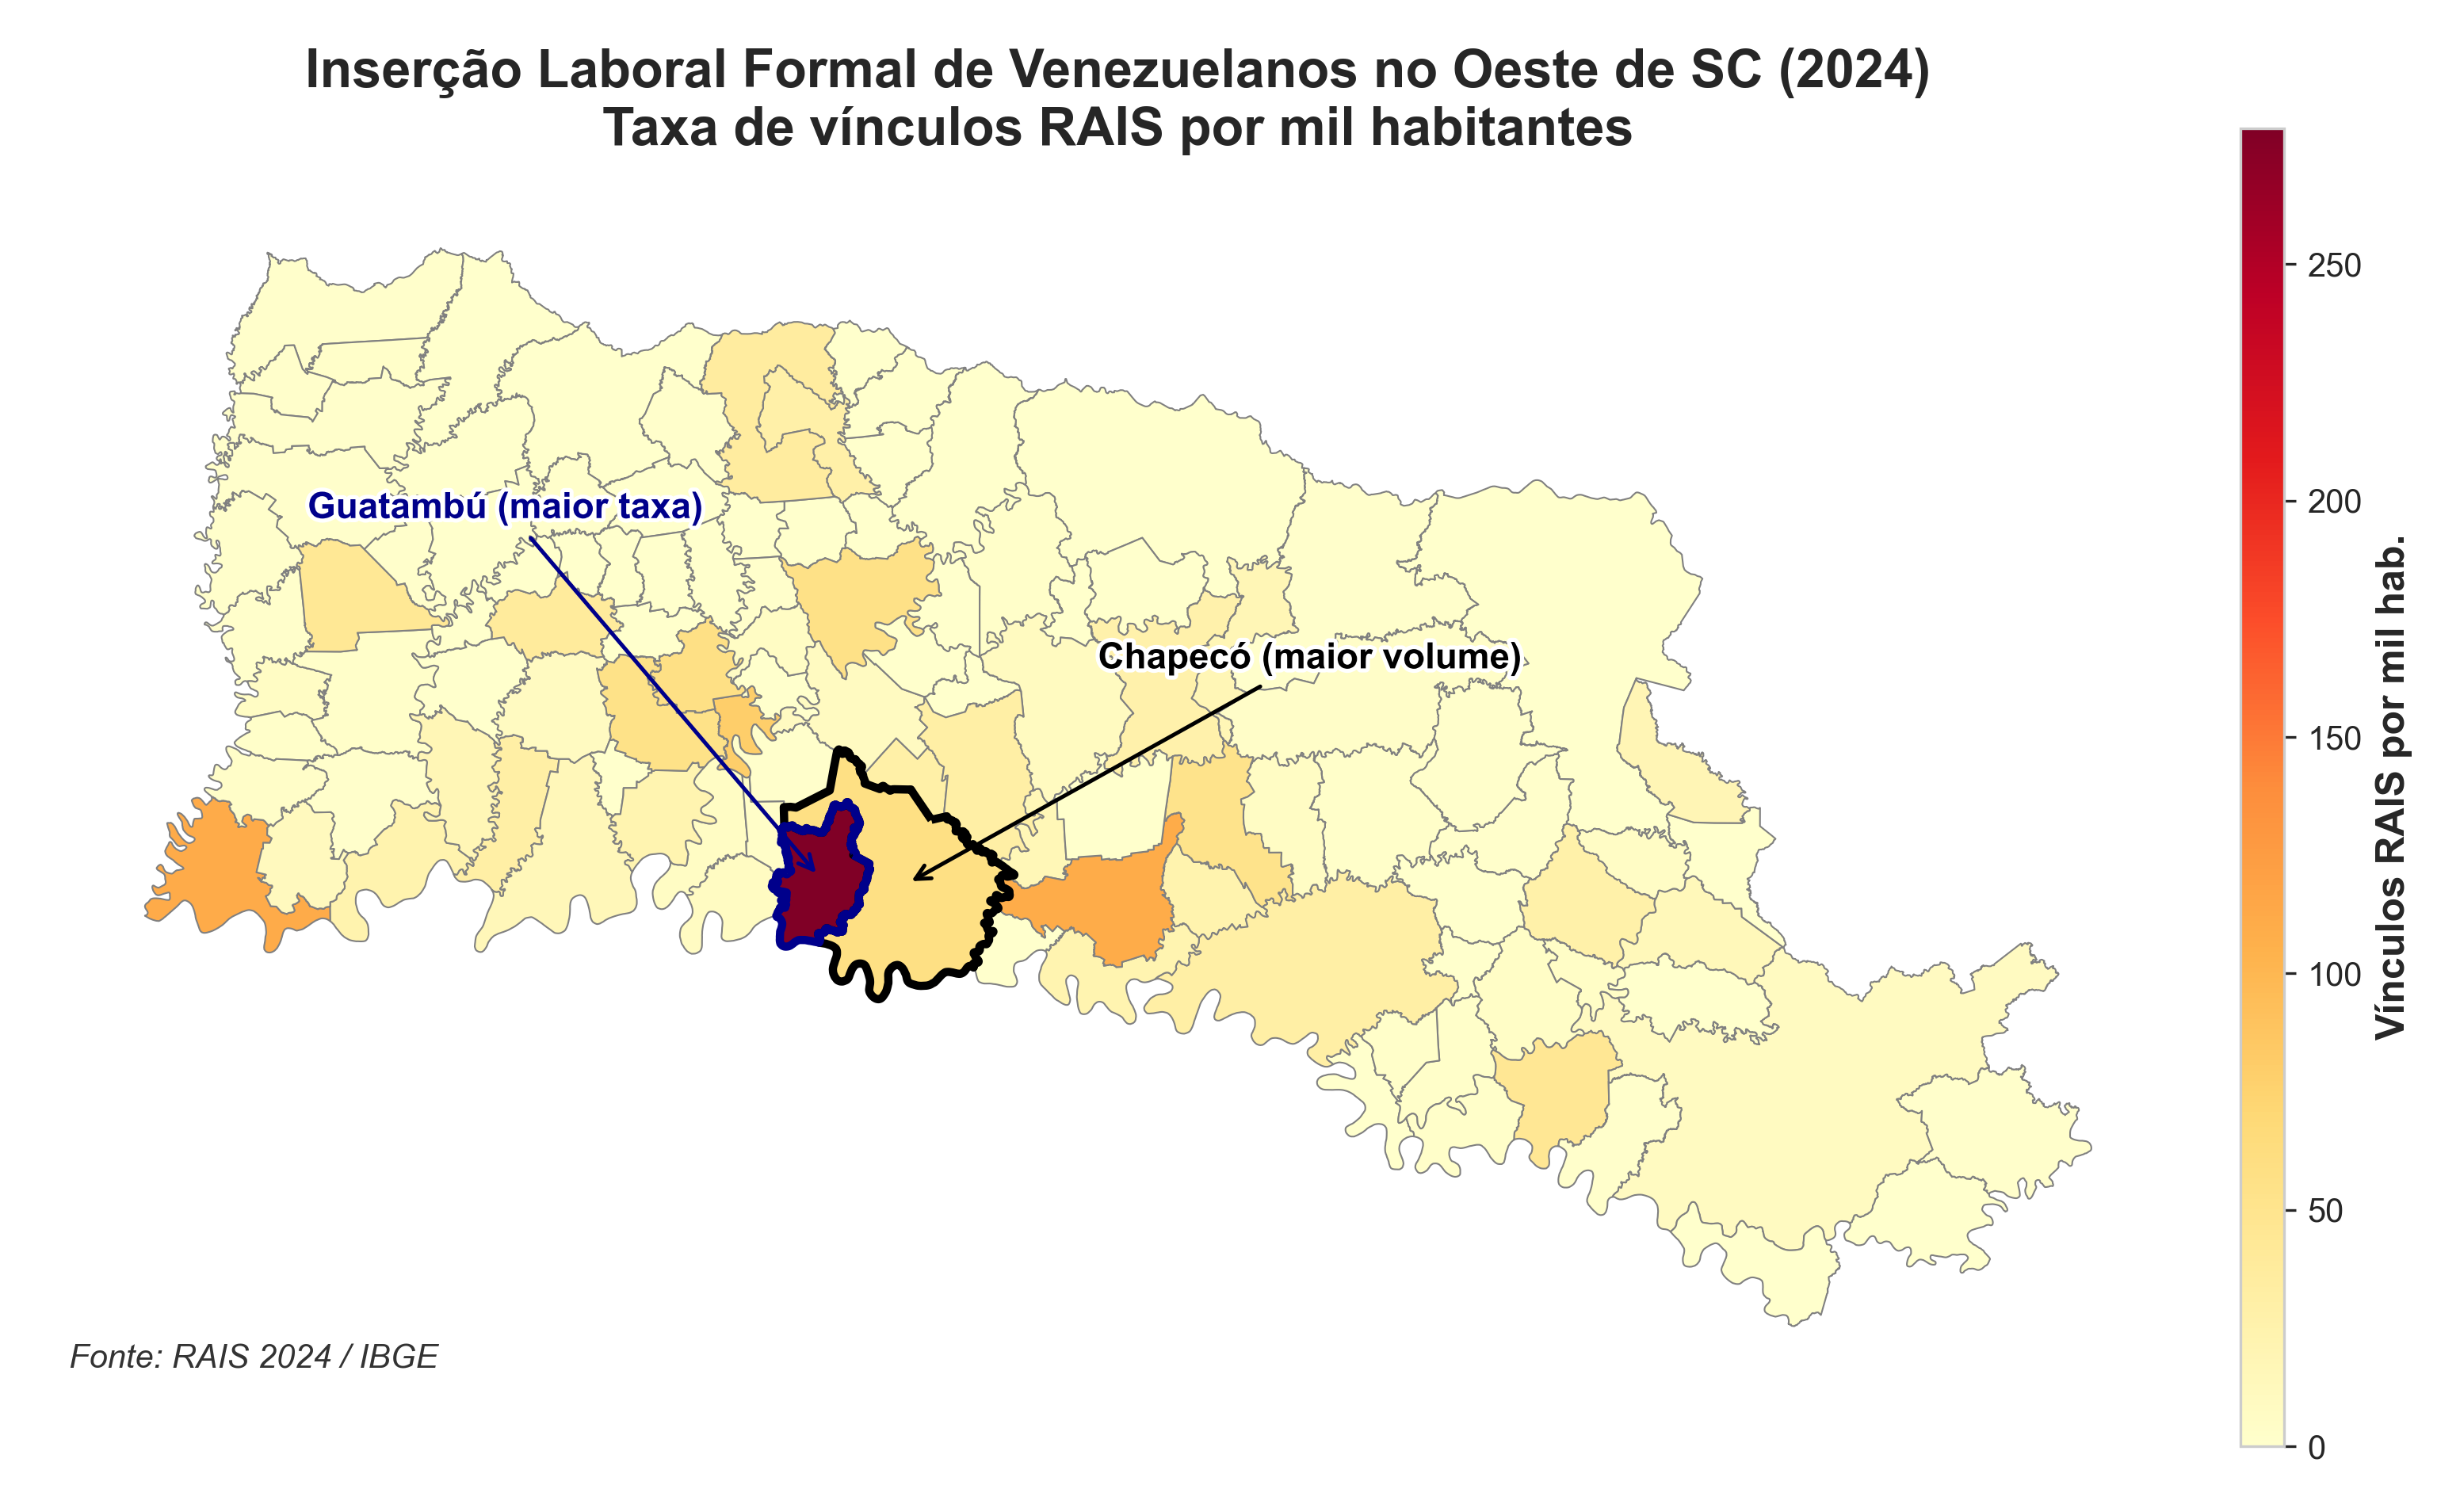 Inserção Laboral Formal de Venezuelanos no Oeste de SC (2024)
Taxa de vínculos RAIS por mil habitantes
Guatambú (maior taxa)
Chapecó (maior volume)
250
200
150
100
50
0
Vínculos RAIS por mil hab.
Fonte: RAIS 2024 / IBGE